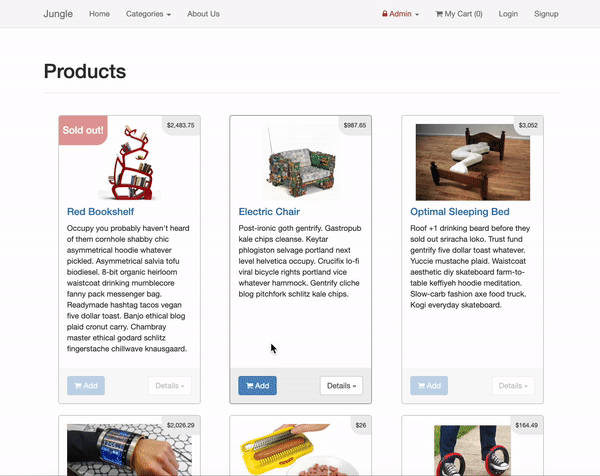 Jungle Home Categories About Us Admin My Cart (0) Login Signup
Products
Sold out!
$2,483.75
Red Bookshelf
Occupy you probably haven't heard
of them cornhole shabby chic
asymmetrical hoodie whatever
pickled. Asymmetrical salvia tofu
biodiesel. 8-bit organic heirloom
waistcoat drinking mumblecore
fanny pack messenger bag.
Readymade hashtag tacos vegan
five dollar toast. Banjo ethical blog
plaid cronut carry. Chambray
master ethical godard schlitz
fingerstache chillwave knausgaard.
Add Details »
$987.65
Electric Chair
Post-ironic goth gentrify. Gastropub
kale chips cleanse. Keytar
phlogiston selvage portland next
level helvetica occupy. Crucifix lo-fi
viral bicycle rights portland vice
whatever hammock. Gentrify cliche
blog pitchfork schlitz kale chips.
Add Details »
$3,052
Optimal Sleeping Bed
Roof +1 drinking beard before they
sold out sriracha loko. Trust fund
gentrify five dollar toast whatever.
Yuccie mustache plaid. Waistcoat
aesthetic diy skateboard farm-to-
table keffiyeh hoodie meditation.
Slow-carb fashion axe food truck.
Kogi everyday skateboard.
Add Details »
$2,026.29
$26
$164.49